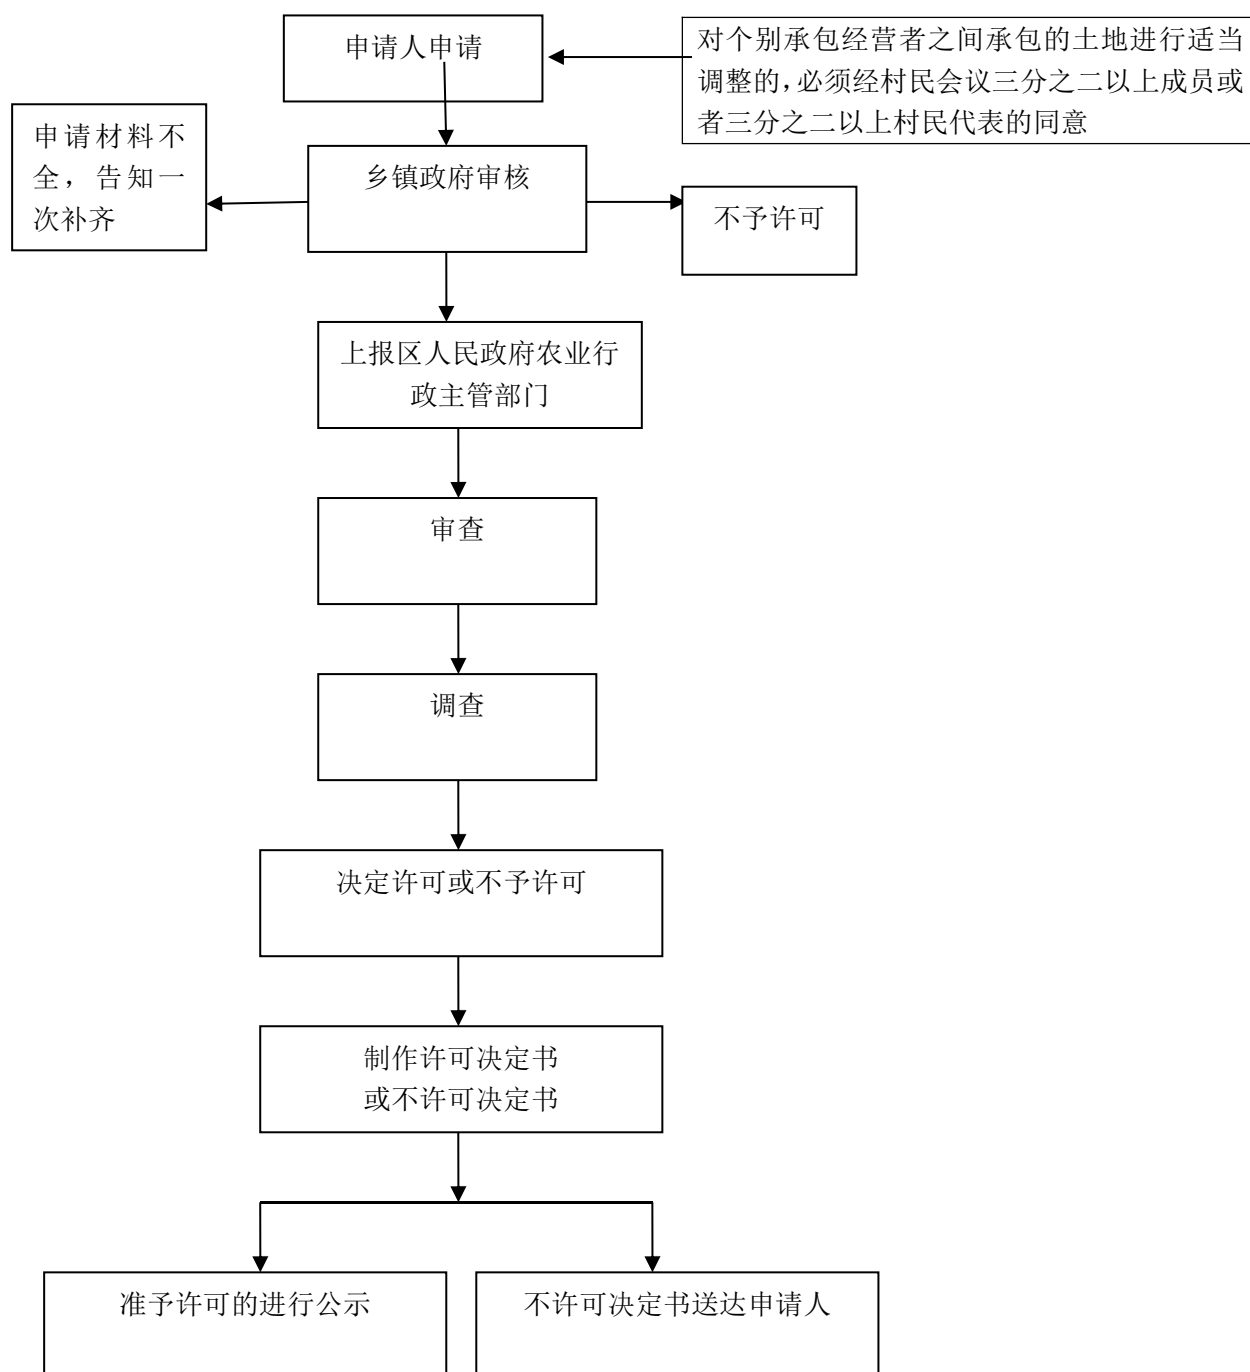 申请人申请
对个别承包经营者之间承包的土地进行适当
调整的，必须经村民会议三分之二以上成员或
者三分之二以上村民代表的同意
申请材料不
全，告知一
次补齐
乡镇政府审核
不予许可
上报区人民政府农业行
政主管部门
审查
调查
决定许可或不予许可
制作许可决定书
或不许可决定书
准予许可的进行公示
不许可决定书送达申请人